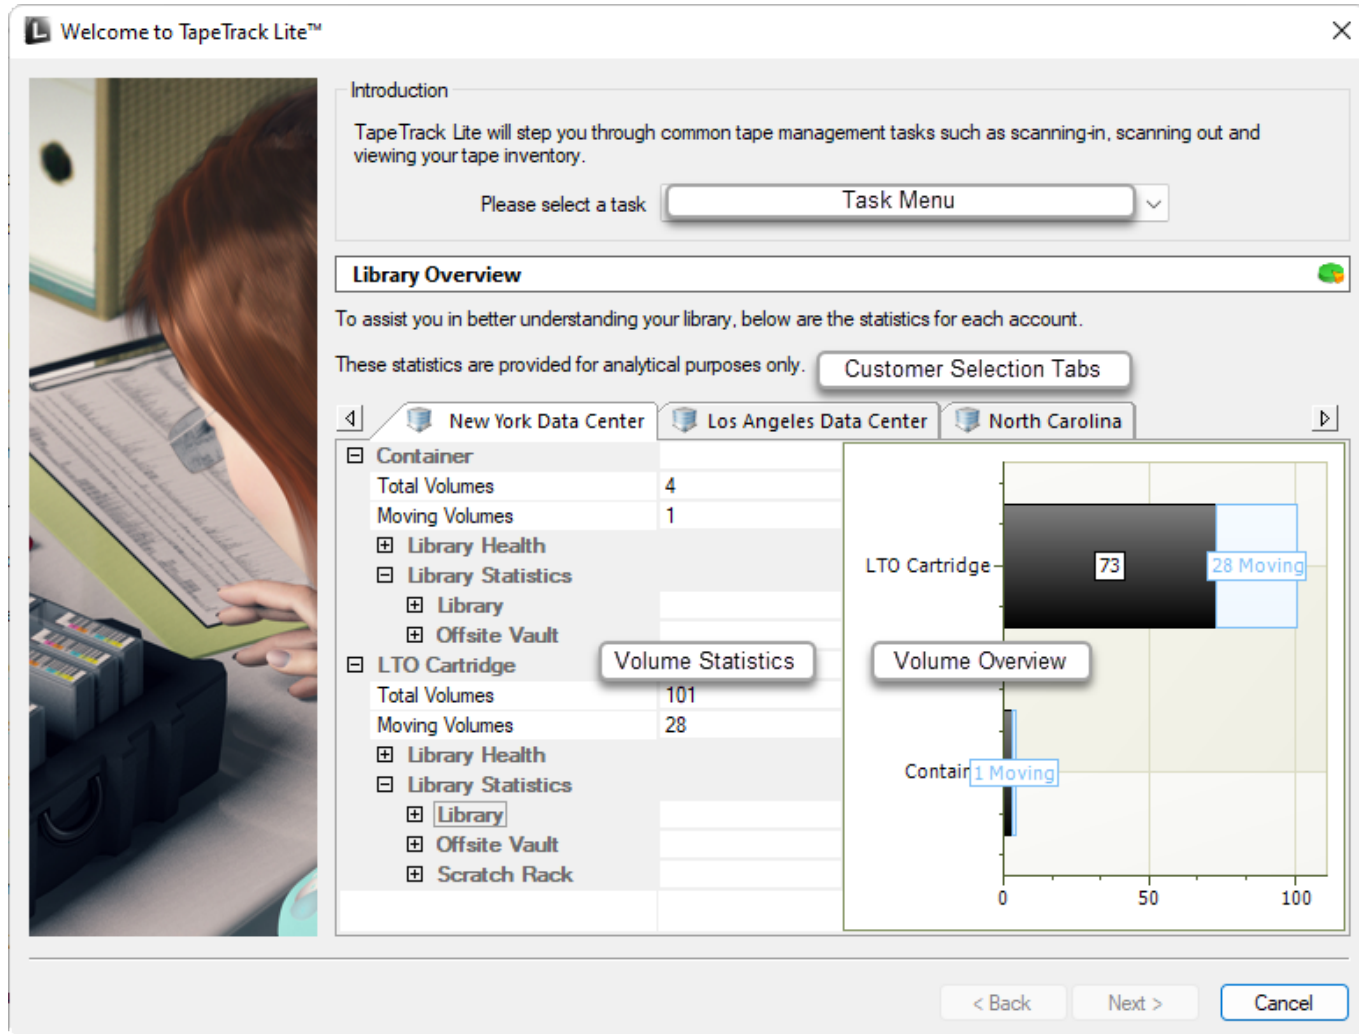 Welcome to TapeTrack Lite™
Introduction
TapeTrack Lite will step you through common tape management tasks such as scanning-in, scanning out and
viewing your tape inventory.
Please select a task
Task Menu
Library Overview
To assist you in better understanding your library, below are the statistics for each account.
These statistics are provided for analytical purposes only.
Customer Selection Tabs
New York Data Center
Los Angeles Data Center
North Carolina
Container
Total Volumes 4
Moving Volumes 1
Library Health
Library Statistics
Library
Offsite Vault
Volume Statistics
LTO Cartridge
Total Volumes 101
Moving Volumes 28
Library Health
Library Statistics
Library
Offsite Vault
Scratch Rack
LTO Cartridge
73
28 Moving
Volume Overview
Contain
1 Moving
0 50 100
< Back
Next >
Cancel